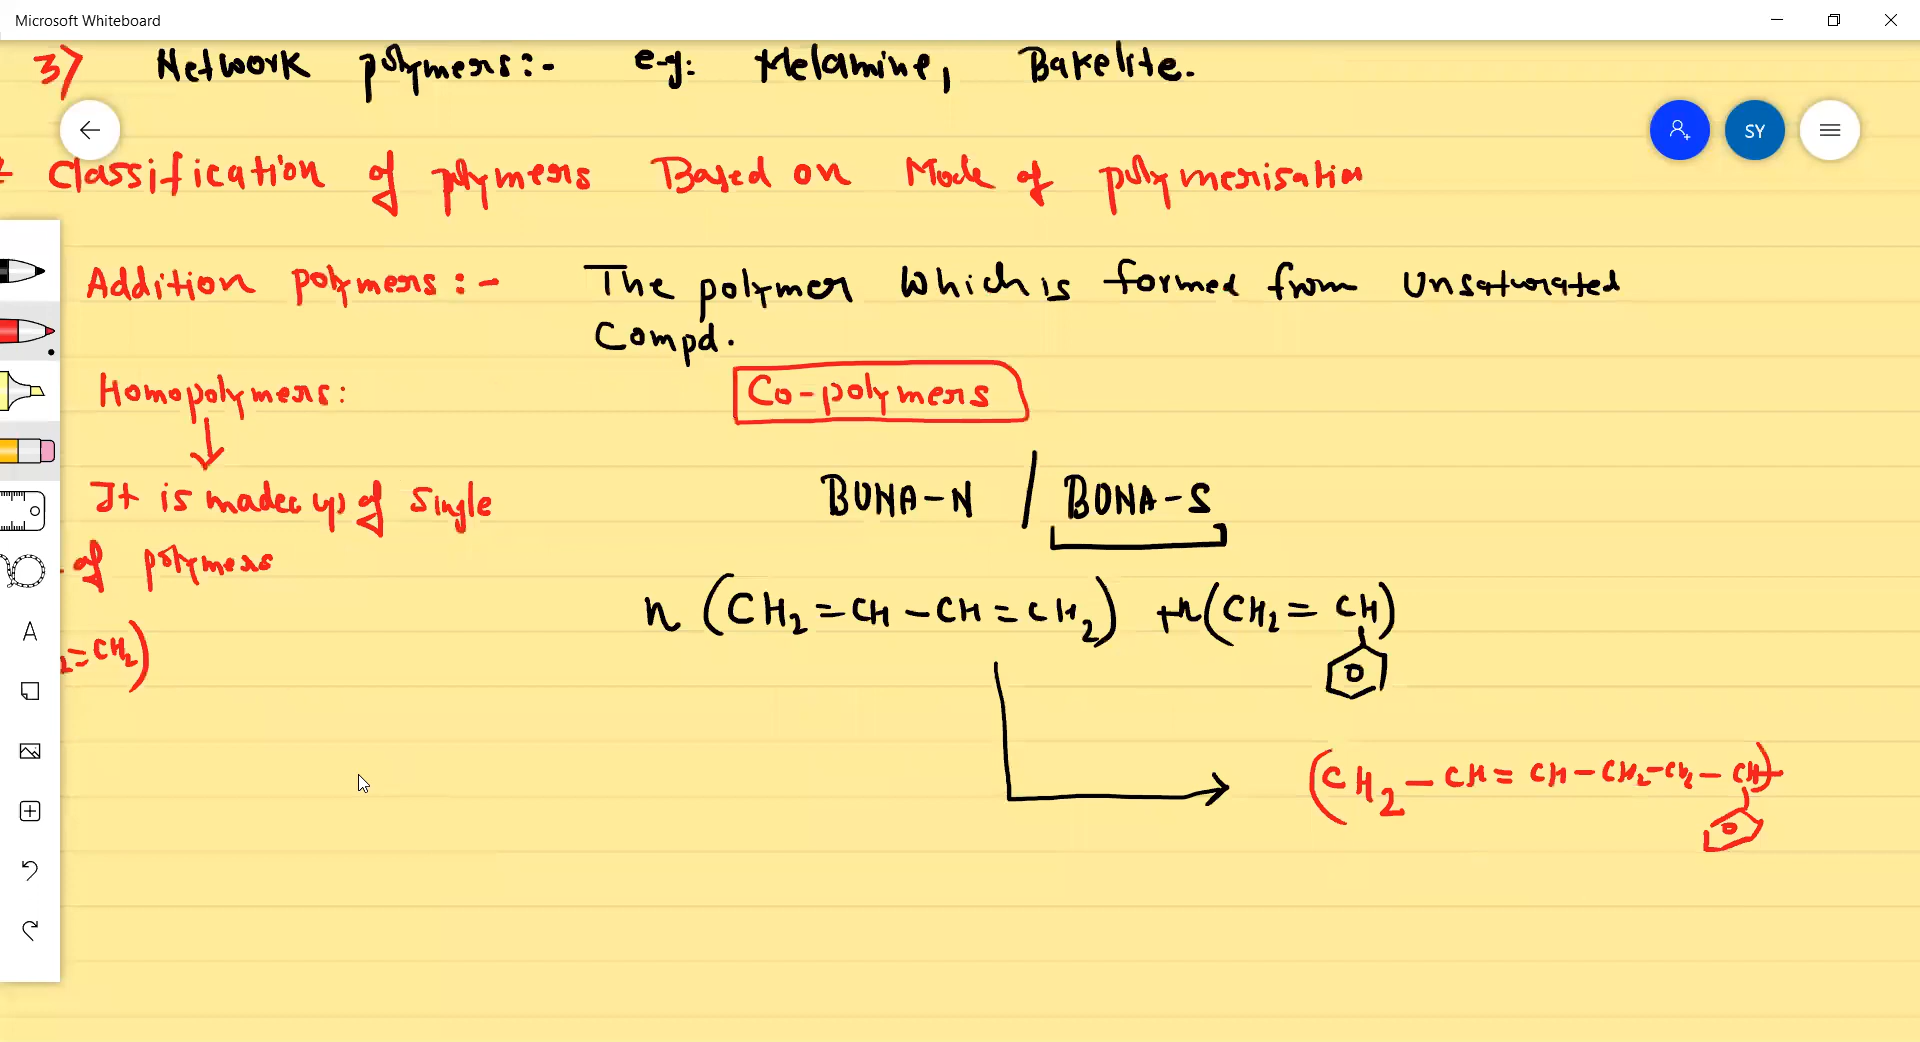 Microsoft Whiteboard
3) Network polymers:- e.g: Melamine, Bakelite.
SY
Classification of polymers Based on Mode of polymerisation
Addition polymers:- The polymer which is formed from Unsaturated
Compd.
Homopolymers: Co-polymers
It is made up of Single BUNA-N / BUNA-S
of polymers
n (CH2=CH-CH=CH2) +n(CH2=CH)
2=CH2)
(CH2-CH=CH-CH2-CH2-CH)
A